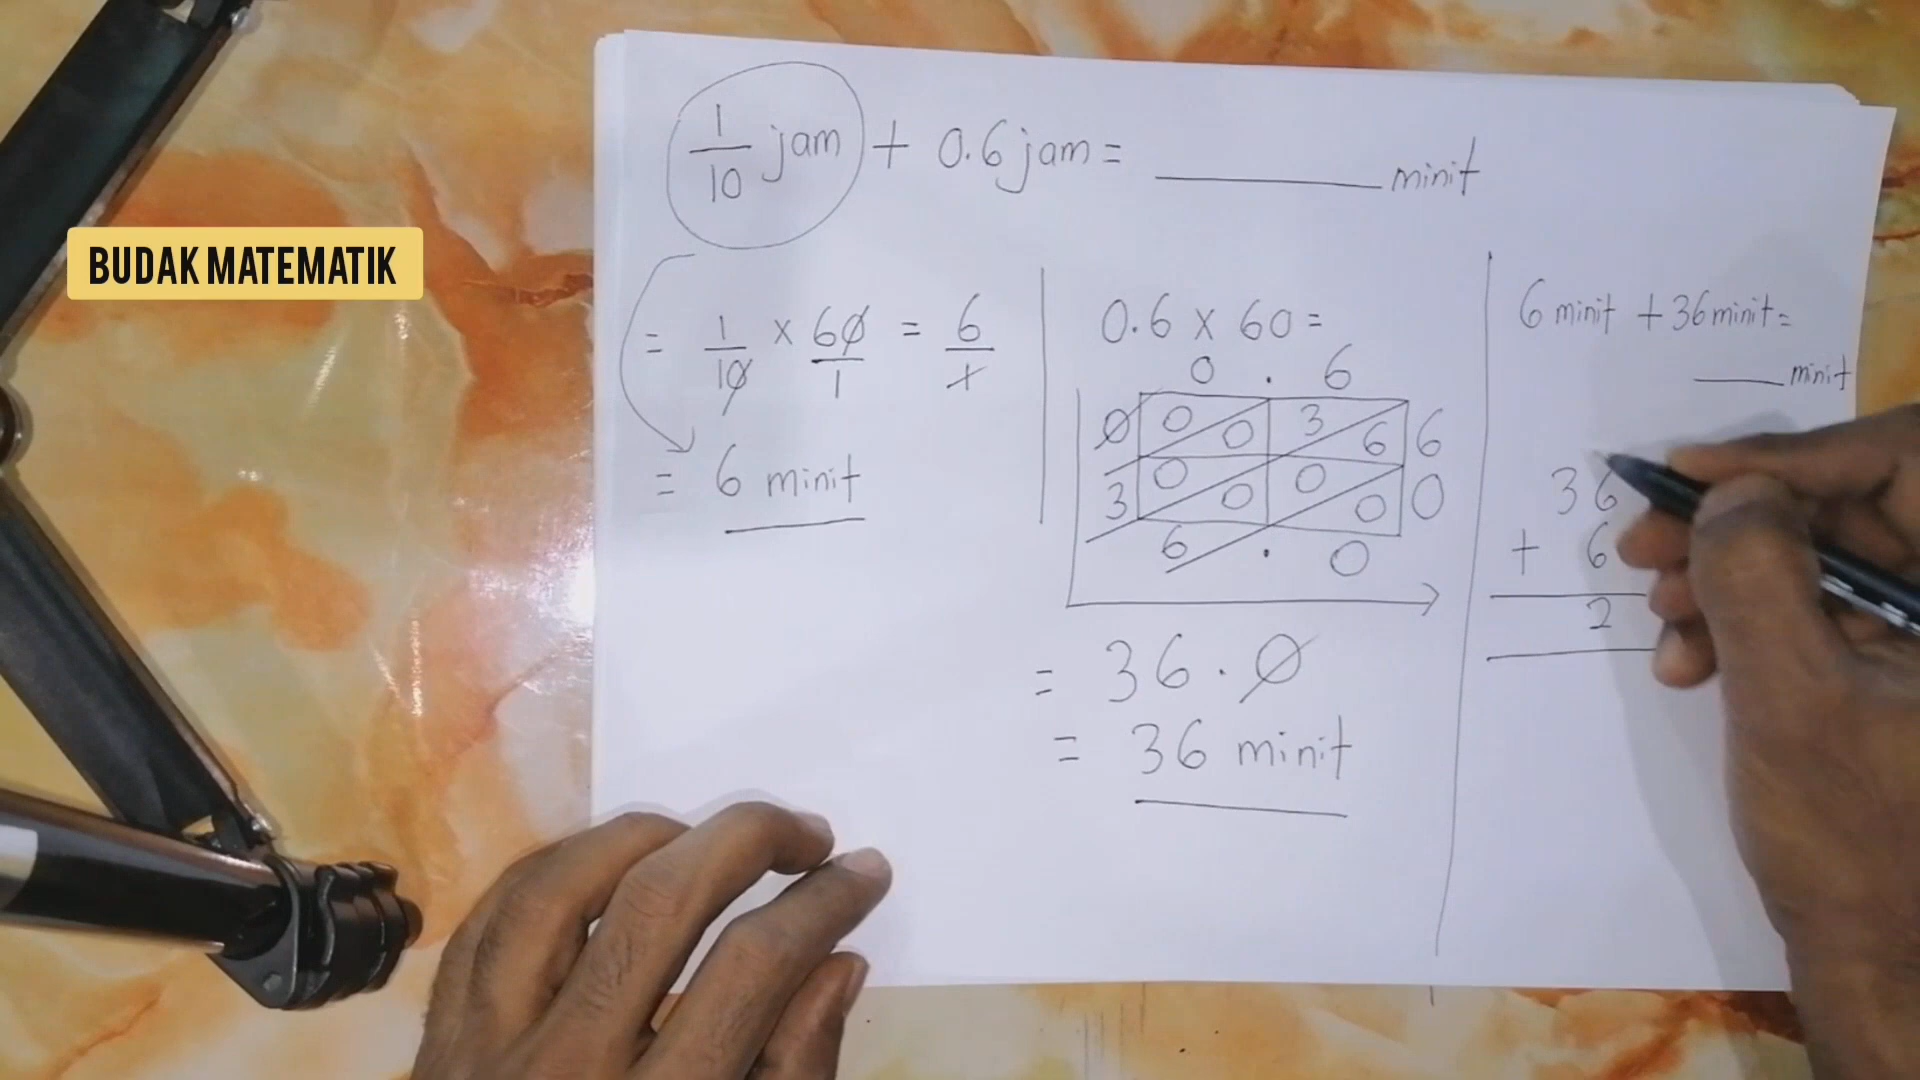 BUDAK MATEMATIK
1/10 jam + 0.6 jam = ____ minit
= 1/10 x 60/1 = 6/1
= 6 minit
0.6 x 60 =
0 . 6
0 0 0 3 6 6
3 0 0 0 0 0
6 . 0
= 36.0
= 36 minit
6 minit + 36 minit =
____ minit
36
+ 6
2